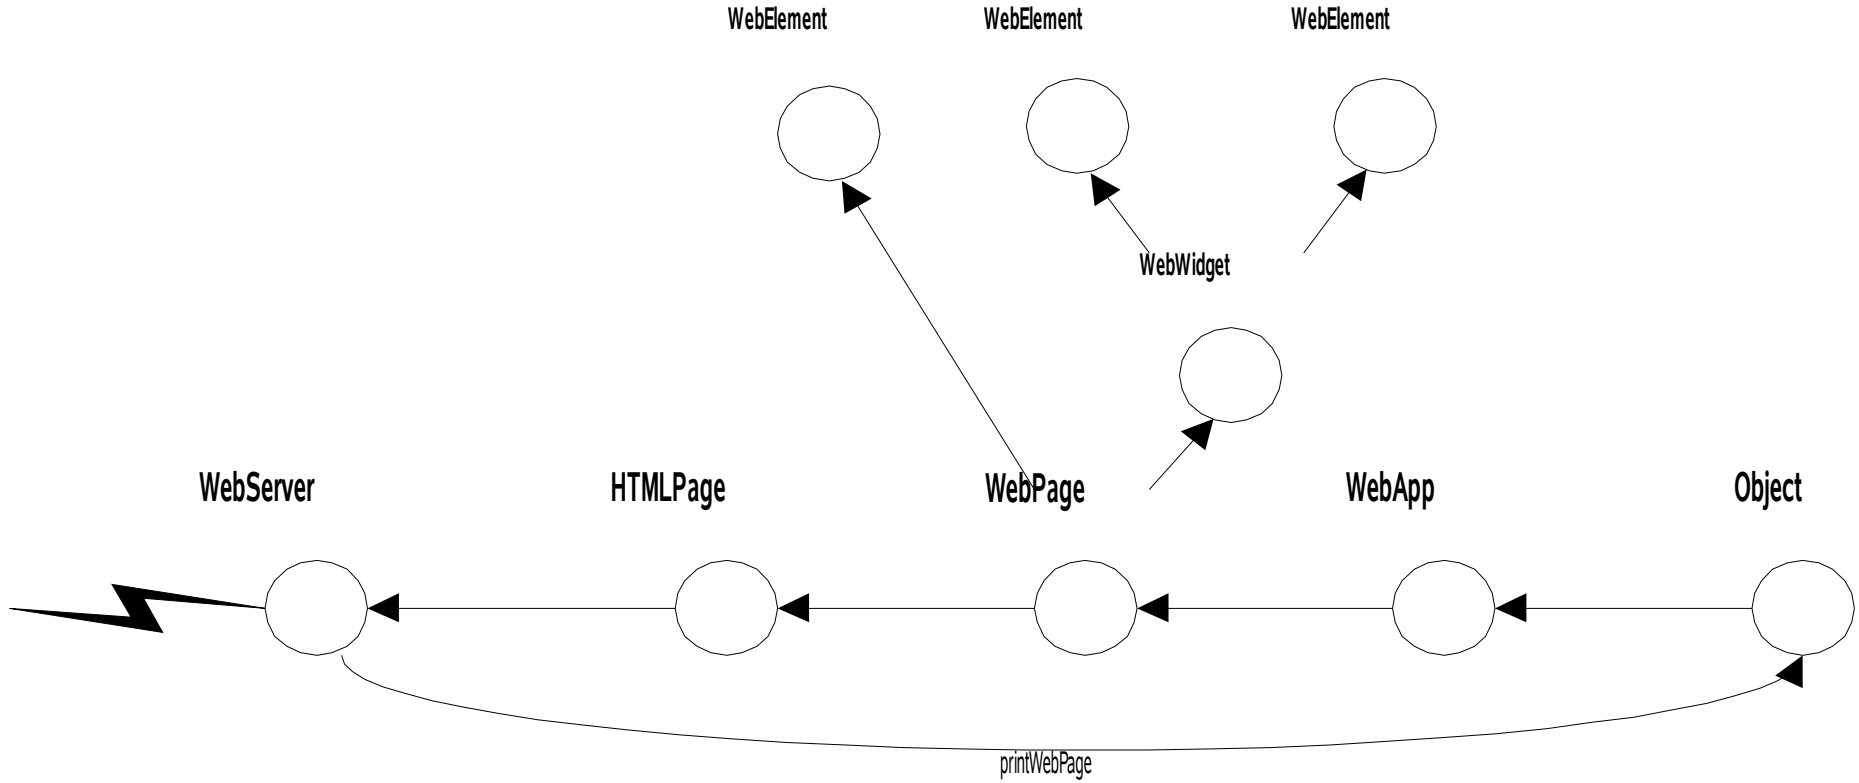 WebElement
WebElement
WebElement
WebWidget
WebServer
HTMLPage
WebPage
WebApp
Object
printWebPage